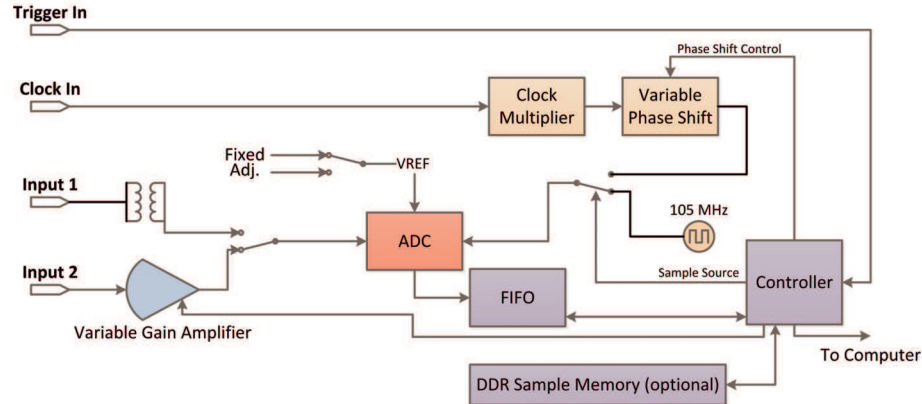 Trigger In
Phase Shift Control
Clock In
Clock
Multiplier
Variable
Phase Shift
Fixed
Adj.
VREF
Input 1
105 MHz
ADC
Input 2
Sample Source
Controller
FIFO
Variable Gain Amplifier
To Computer
DDR Sample Memory (optional)